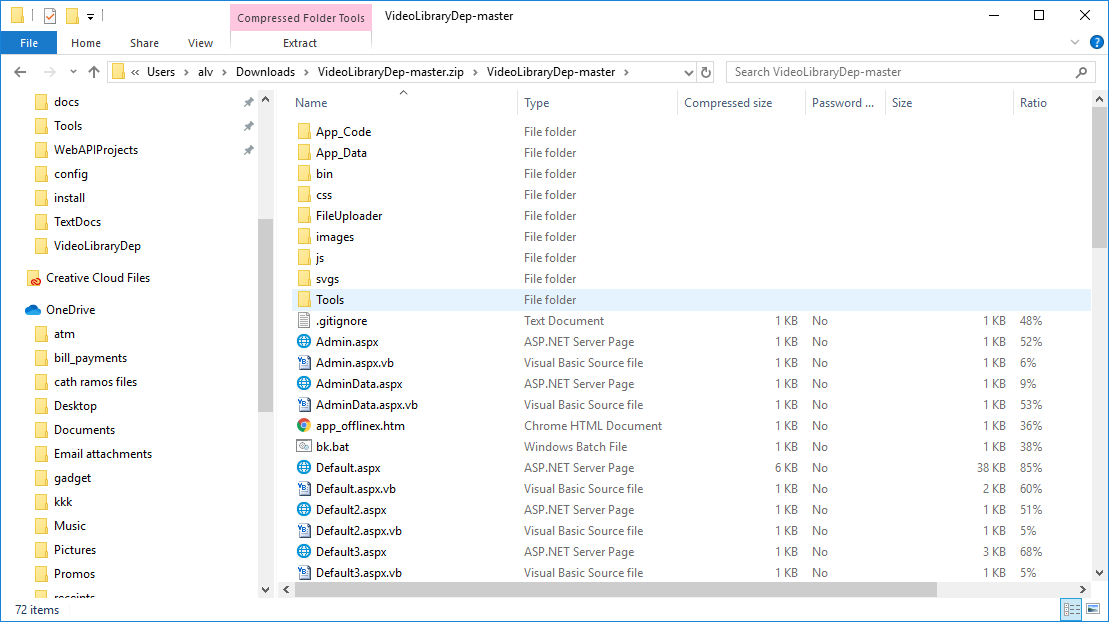 Compressed Folder Tools
VideoLibraryDep-master
File Home Share View Extract
« Users > alv > Downloads > VideoLibraryDep-master.zip > VideoLibraryDep-master >
Search VideoLibraryDep-master
docs
Tools
WebAPIProjects
config
install
TextDocs
VideoLibraryDep
Creative Cloud Files
OneDrive
atm
bill_payments
cath ramos files
Desktop
Documents
Email attachments
gadget
kkk
Music
Pictures
Promos
receipts
Name Type Compressed size Password ... Size Ratio
App_Code File folder
App_Data File folder
bin File folder
css File folder
FileUploader File folder
images File folder
js File folder
svgs File folder
Tools File folder
.gitignore Text Document 1 KB No 1 KB 48%
Admin.aspx ASP.NET Server Page 1 KB No 1 KB 52%
Admin.aspx.vb Visual Basic Source file 1 KB No 1 KB 6%
AdminData.aspx ASP.NET Server Page 1 KB No 1 KB 9%
AdminData.aspx.vb Visual Basic Source file 1 KB No 1 KB 53%
app_offlinex.htm Chrome HTML Document 1 KB No 1 KB 36%
bk.bat Windows Batch File 1 KB No 1 KB 38%
Default.aspx ASP.NET Server Page 6 KB No 38 KB 85%
Default.aspx.vb Visual Basic Source file 1 KB No 2 KB 60%
Default2.aspx ASP.NET Server Page 1 KB No 1 KB 51%
Default2.aspx.vb Visual Basic Source file 1 KB No 1 KB 5%
Default3.aspx ASP.NET Server Page 1 KB No 3 KB 68%
Default3.aspx.vb Visual Basic Source file 1 KB No 1 KB 5%
72 items